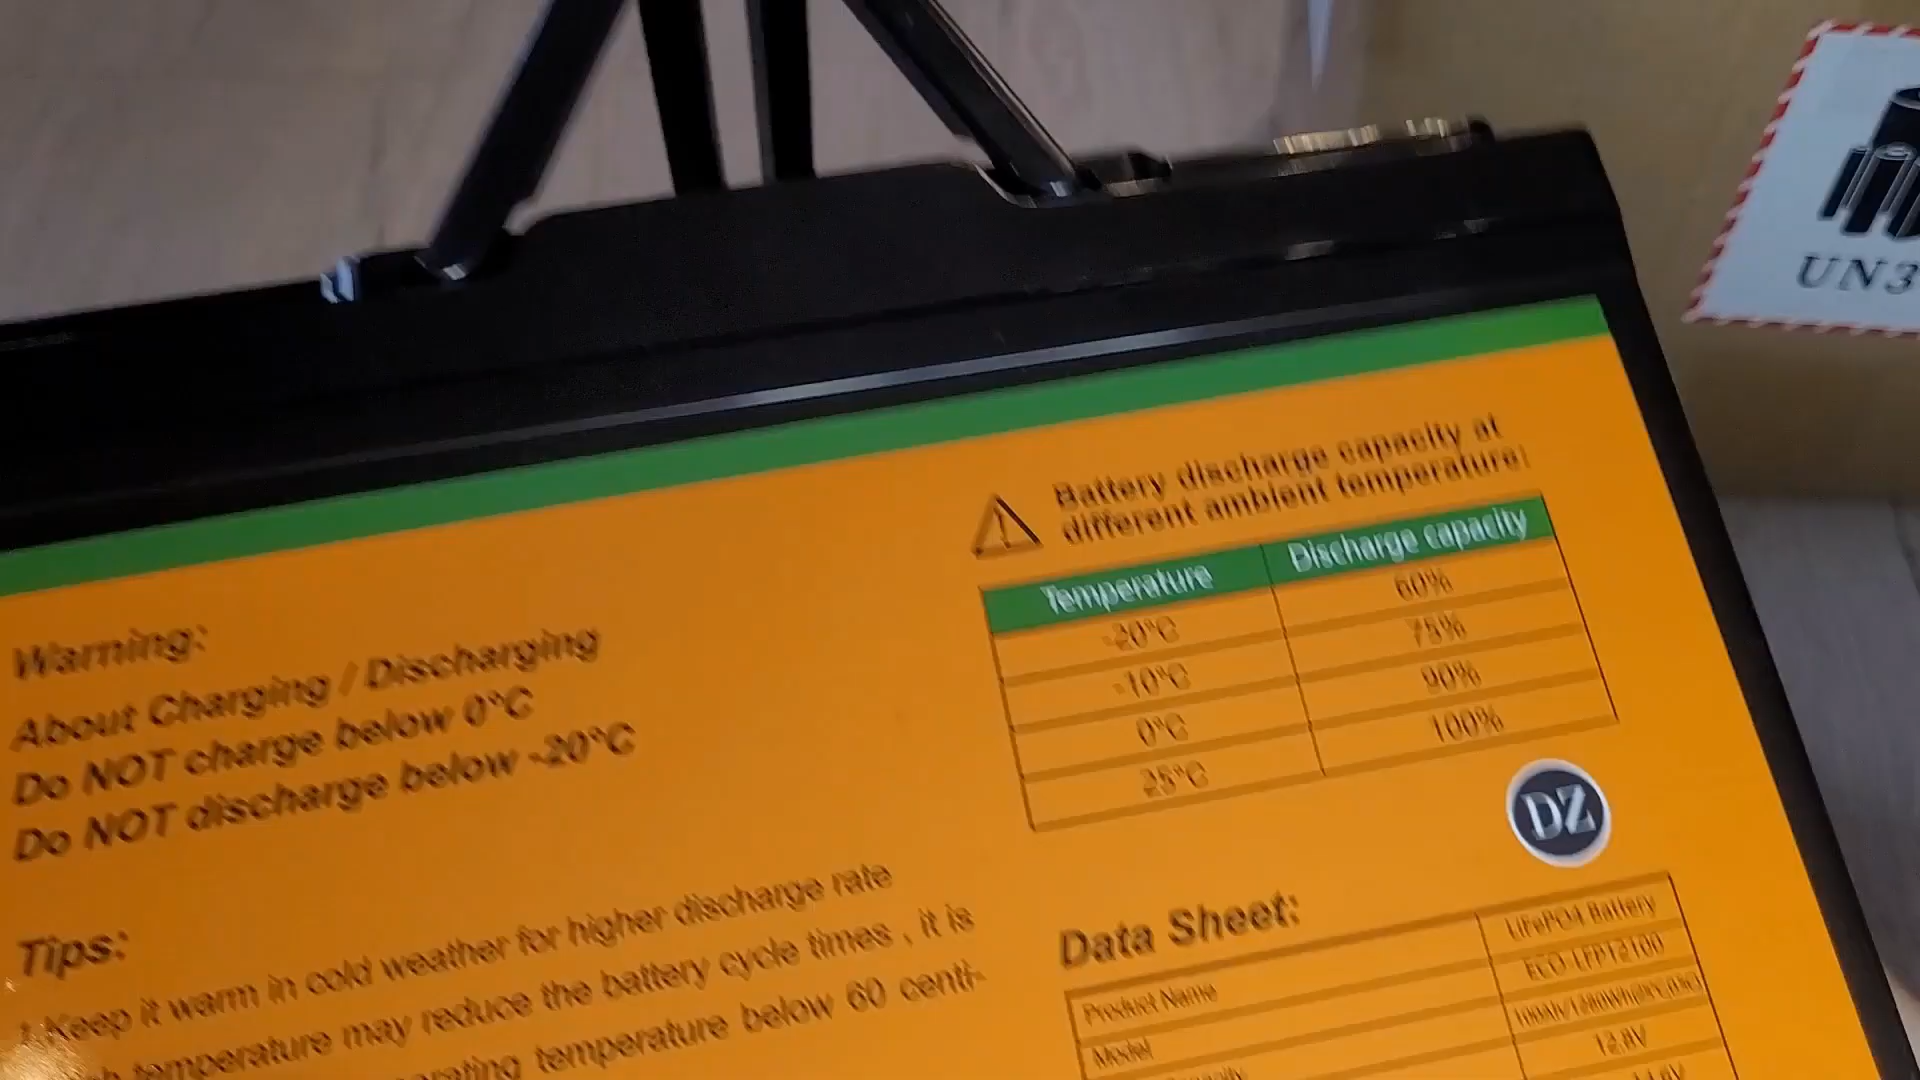 UN3
Battery discharge capacity at
different ambient temperature:
Temperature Discharge capacity
-20°C 60%
-10°C 75%
0°C 90%
25°C 100%
Warning:
About Charging / Discharging
Do NOT charge below 0°C
Do NOT discharge below -20°C
DZ
Tips:
1.Keep it warm in cold weather for higher discharge rate
temperature may reduce the battery cycle times , it is
temperature below 60 centi-
Data Sheet:
Product Name LiFePO4 Battery
Model ECO-LFP12100
100Ah/1280Wh
12.8V